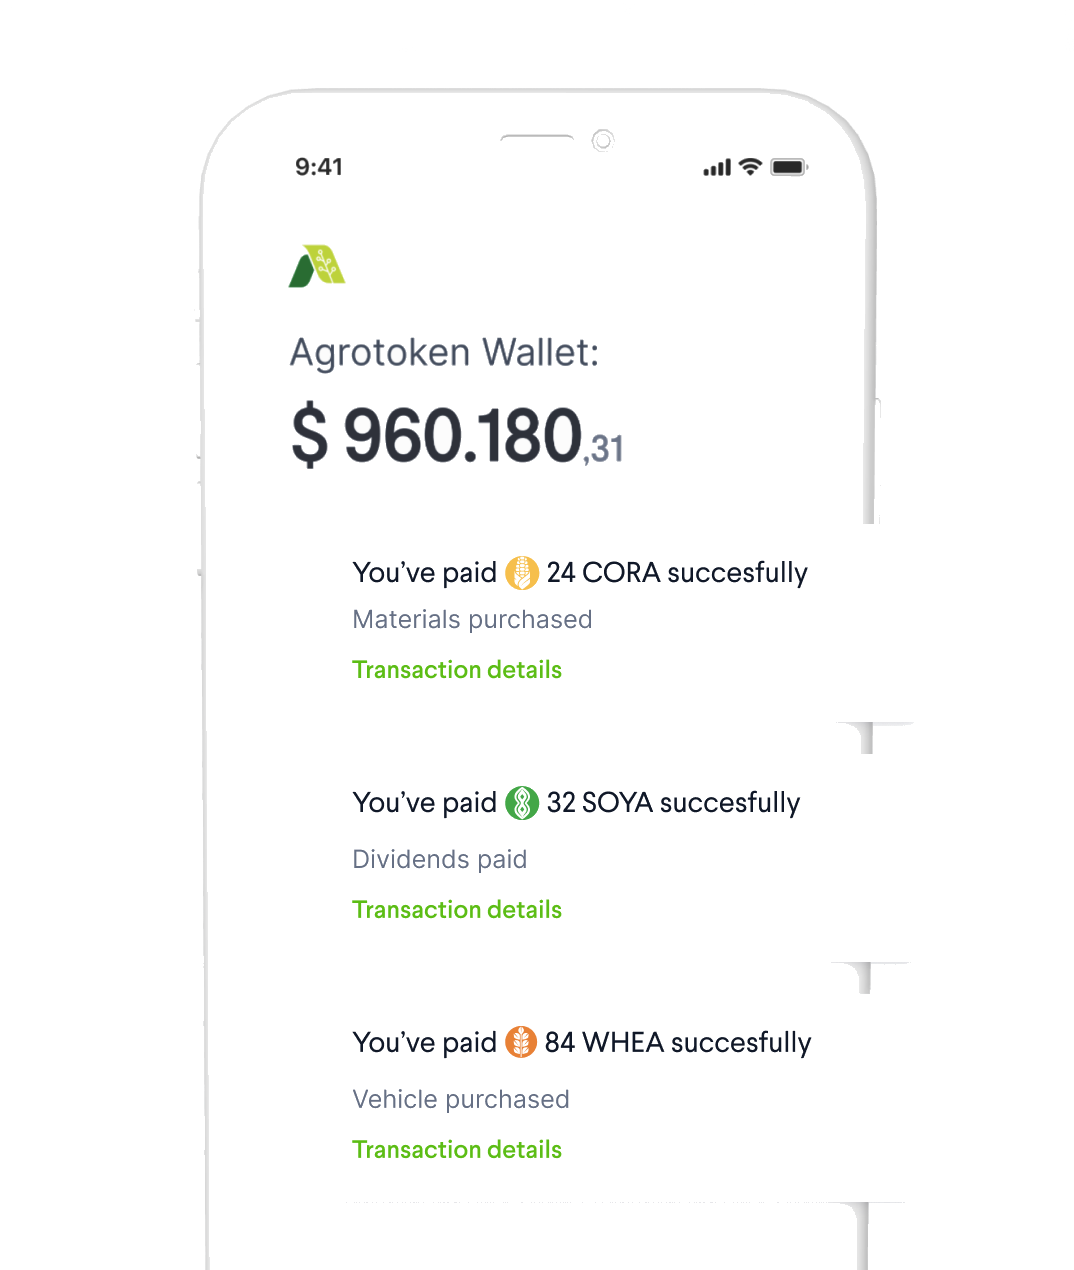 9:41
Agrotoken Wallet:
$ 960.180,31
You’ve paid 24 CORA succesfully
Materials purchased
Transaction details
You’ve paid 32 SOYA succesfully
Dividends paid
Transaction details
You’ve paid 84 WHEA succesfully
Vehicle purchased
Transaction details